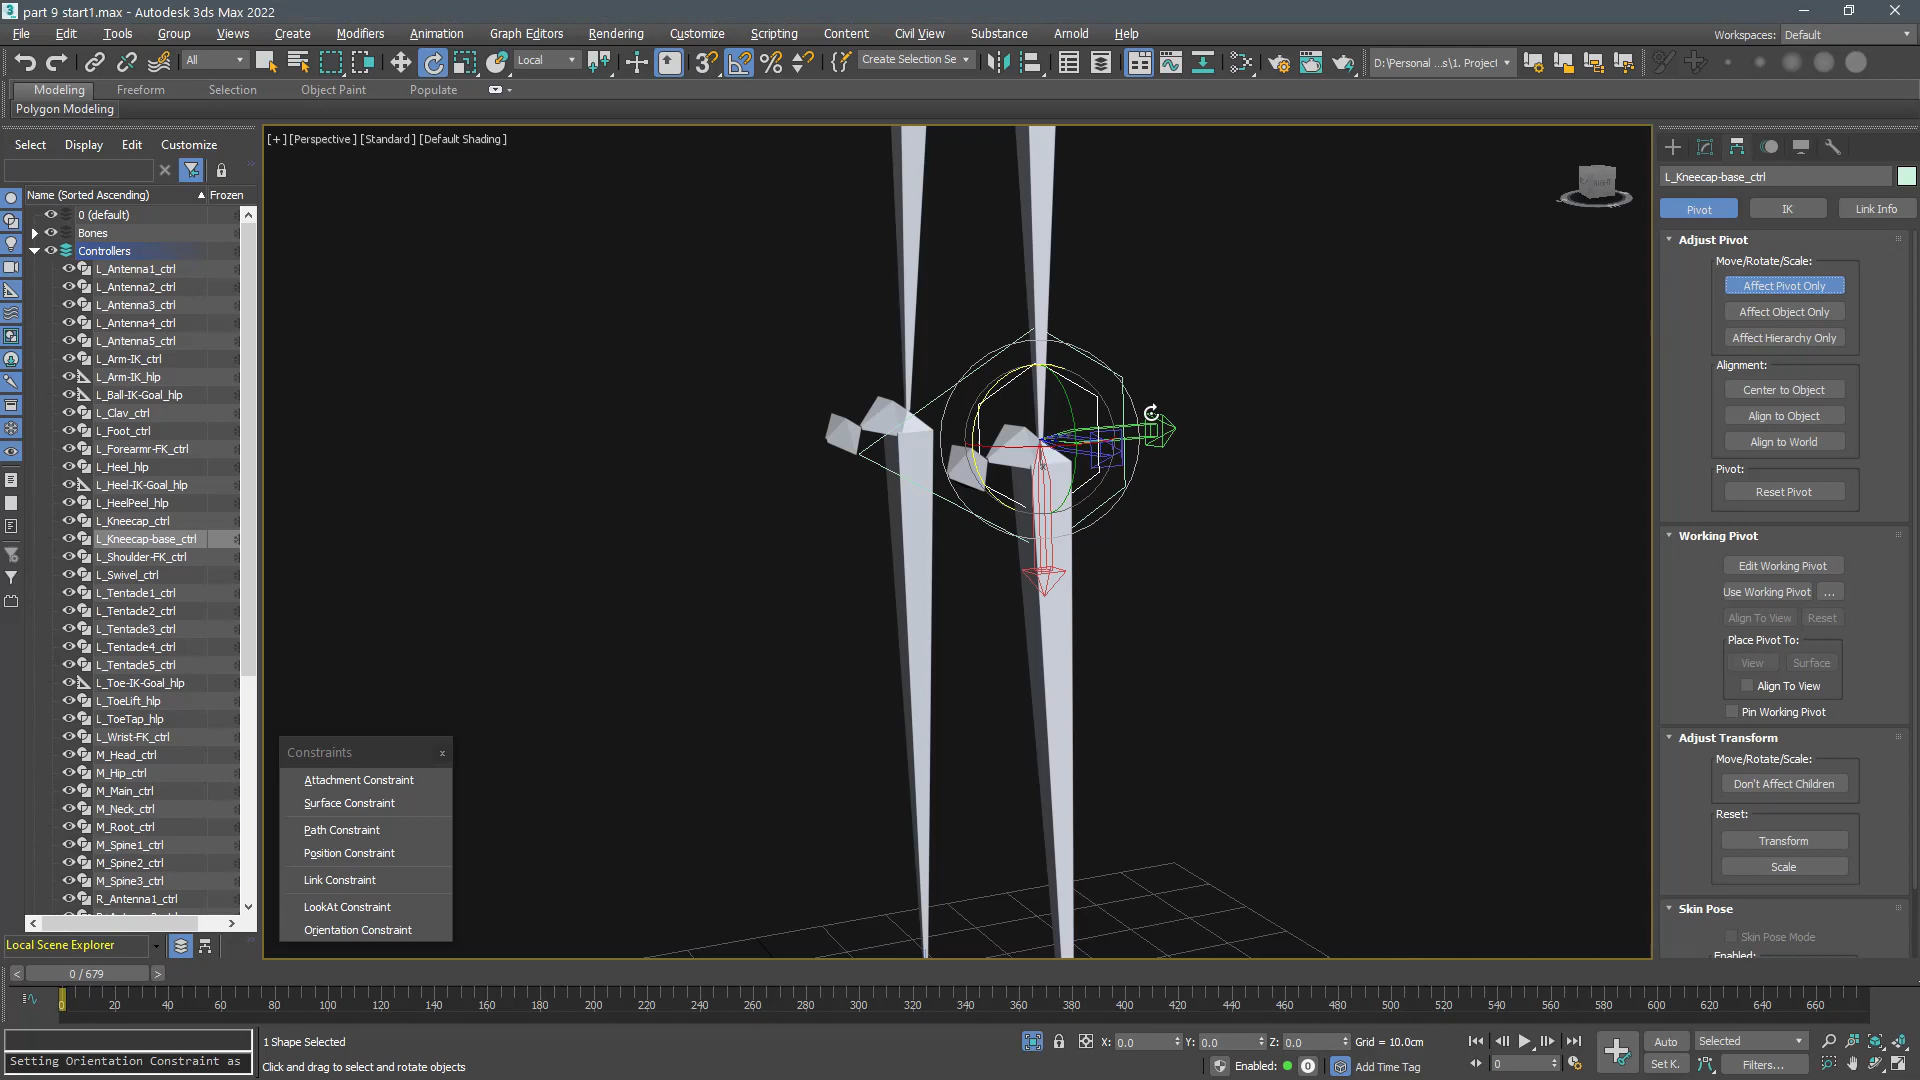 part 9 start1.max - Autodesk 3ds Max 2022
File Edit Tools Group Views Create Modifiers Animation Graph Editors Rendering Customize Scripting Content Civil View Substance Arnold Help
Workspaces: Default
All Local Create Selection Se D:\Personal ...s\1. Project
Modeling Freeform Selection Object Paint Populate
Polygon Modeling
Select Display Edit Customize
[+] [Perspective ] [Standard ] [Default Shading ]
Name (Sorted Ascending) Frozen
0 (default)
Bones
Controllers
L_Antenna1_ctrl
L_Antenna2_ctrl
L_Antenna3_ctrl
L_Antenna4_ctrl
L_Antenna5_ctrl
L_Arm-IK_ctrl
L_Arm-IK_hlp
L_Ball-IK-Goal_hlp
L_Clav_ctrl
L_Foot_ctrl
L_Forearmr-FK_ctrl
L_Heel_hlp
L_Heel-IK-Goal_hlp
L_HeelPeel_hlp
L_Kneecap_ctrl
L_Kneecap-base_ctrl
L_Shoulder-FK_ctrl
L_Swivel_ctrl
L_Tentacle1_ctrl
L_Tentacle2_ctrl
L_Tentacle3_ctrl
L_Tentacle4_ctrl
L_Tentacle5_ctrl
L_Toe-IK-Goal_hlp
L_ToeLift_hlp
L_ToeTap_hlp
L_Wrist-FK_ctrl
M_Head_ctrl
M_Hip_ctrl
M_Main_ctrl
M_Neck_ctrl
M_Root_ctrl
M_Spine1_ctrl
M_Spine2_ctrl
M_Spine3_ctrl
R_Antenna1_ctrl
Local Scene Explorer
Constraints x
Attachment Constraint
Surface Constraint
Path Constraint
Position Constraint
Link Constraint
LookAt Constraint
Orientation Constraint
RIGHT
L_Kneecap-base_ctrl
Pivot IK Link Info
Adjust Pivot
Move/Rotate/Scale:
Affect Pivot Only
Affect Object Only
Affect Hierarchy Only
Alignment:
Center to Object
Align to Object
Align to World
Pivot:
Reset Pivot
Working Pivot
Edit Working Pivot
Use Working Pivot ...
Align To View Reset
Place Pivot To:
View Surface
Align To View
Pin Working Pivot
Adjust Transform
Move/Rotate/Scale:
Don't Affect Children
Reset:
Transform
Scale
Skin Pose
Skin Pose Mode
Enabled:
< 0 / 679 >
0 20 40 60 80 100 120 140 160 180 200 220 240 260 280 300 320 340 360 380 400 420 440 460 480 500 520 540 560 580 600 620 640 660
1 Shape Selected
X: 0.0 Y: 0.0 Z: 0.0 Grid = 10.0cm
Auto Selected
Setting Orientation Constraint as
Click and drag to select and rotate objects
Enabled: 0 Add Time Tag
0 Set K. Filters...